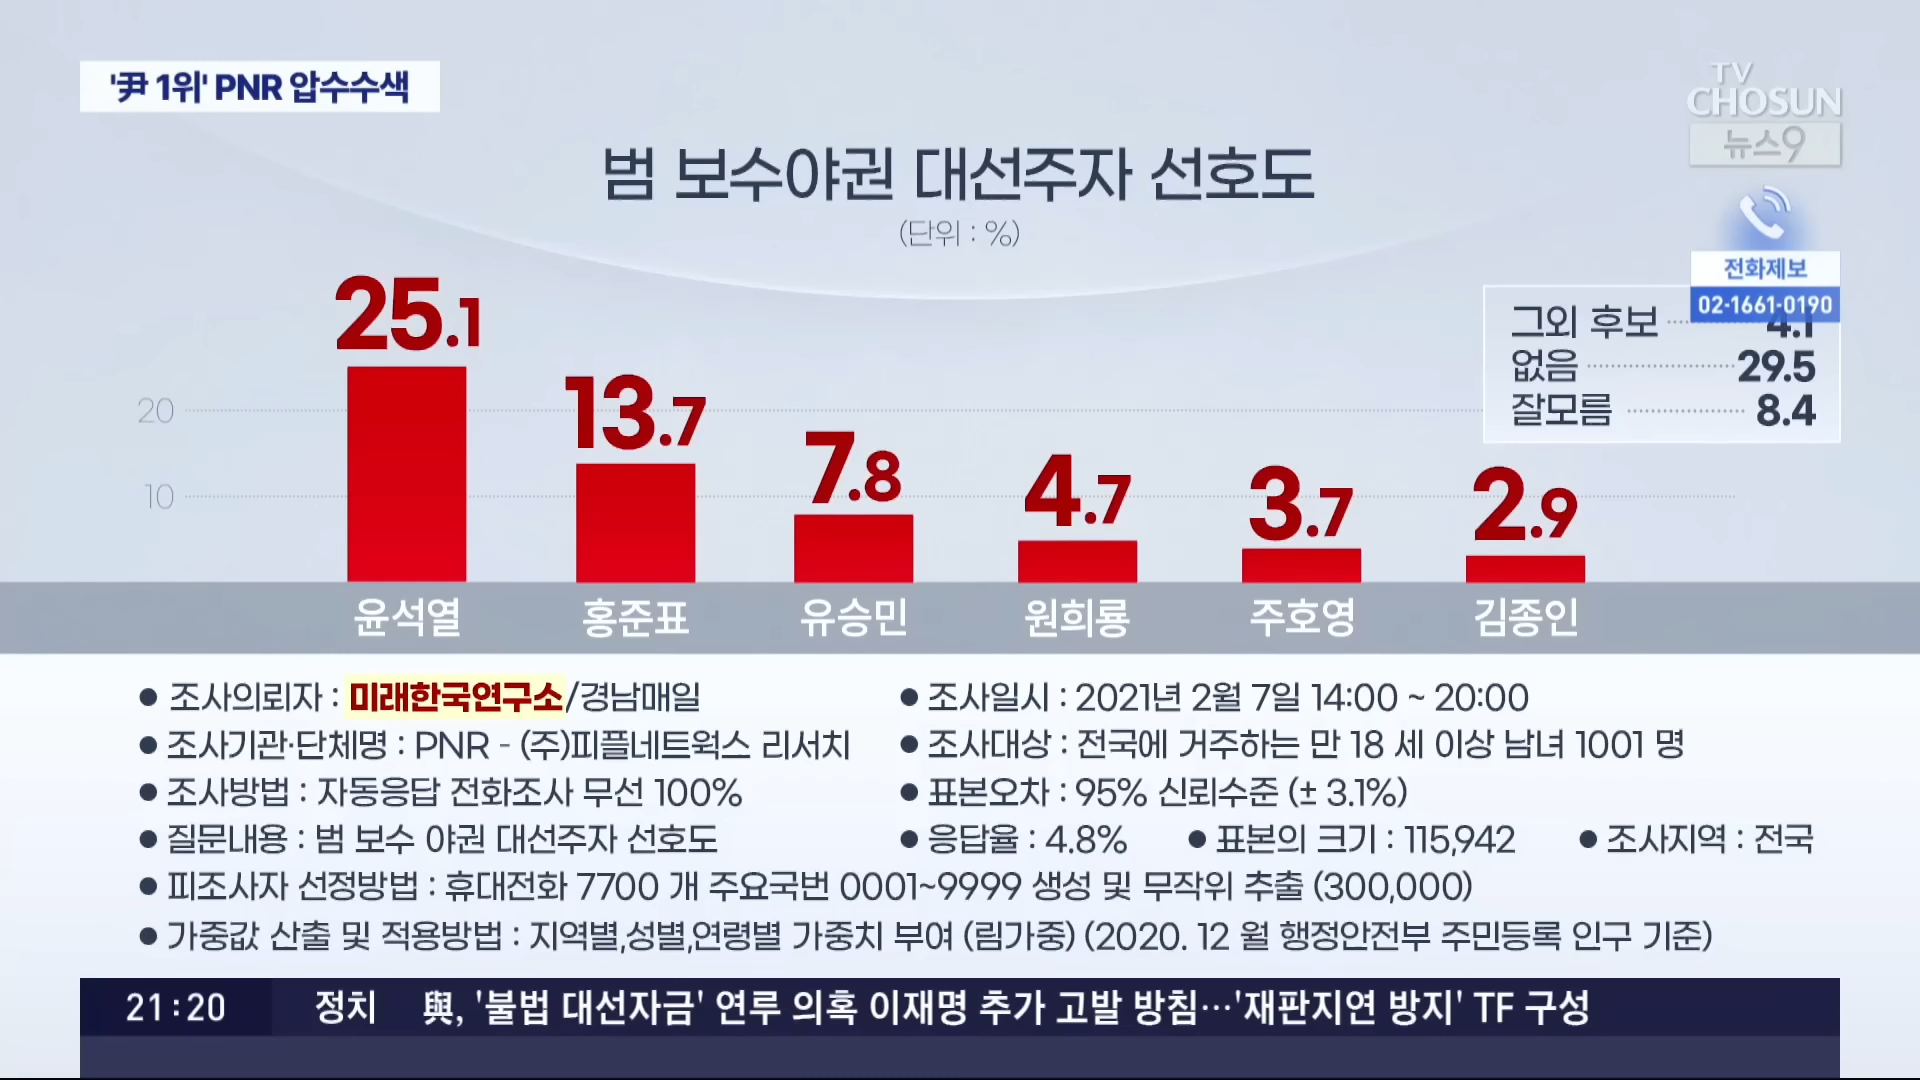 '尹 1위' PNR 압수수색
TV
CHOSUN
뉴스9
범 보수야권 대선주자 선호도
(단위 : %)
전화제보
02-1661-0190
그외 후보 4.1
없음 29.5
잘모름 8.4
20
10
25.1
13.7
7.8
4.7
3.7
2.9
윤석열
홍준표
유승민
원희룡
주호영
김종인
● 조사의뢰자 : 미래한국연구소/경남매일
● 조사일시 : 2021년 2월 7일 14:00 ~ 20:00
● 조사기관·단체명 : PNR - (주)피플네트웍스 리서치
● 조사대상 : 전국에 거주하는 만 18 세 이상 남녀 1001 명
● 조사방법 : 자동응답 전화조사 무선 100%
● 표본오차 : 95% 신뢰수준 (± 3.1%)
● 질문내용 : 범 보수 야권 대선주자 선호도
● 응답율 : 4.8% ● 표본의 크기 : 115,942 ● 조사지역 : 전국
● 피조사자 선정방법 : 휴대전화 7700 개 주요국번 0001~9999 생성 및 무작위 추출 (300,000)
● 가중값 산출 및 적용방법 : 지역별,성별,연령별 가중치 부여 (림가중) (2020. 12 월 행정안전부 주민등록 인구 기준)
21:20 정치 與, '불법 대선자금' 연루 의혹 이재명 추가 고발 방침…'재판지연 방지' TF 구성